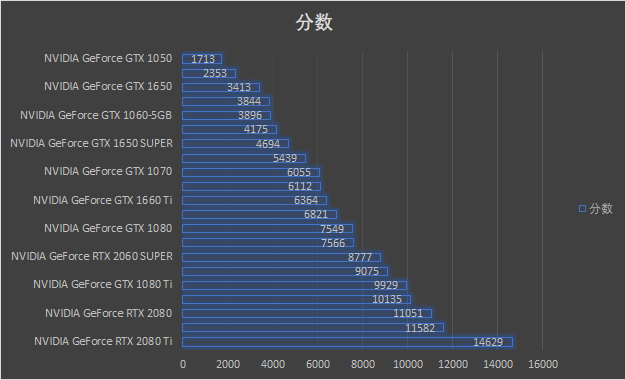 分数
NVIDIA GeForce GTX 1050 1713
2353
NVIDIA GeForce GTX 1650 3413
3844
NVIDIA GeForce GTX 1060-5GB 3896
4175
NVIDIA GeForce GTX 1650 SUPER 4694
5439
NVIDIA GeForce GTX 1070 6055
6112
NVIDIA GeForce GTX 1660 Ti 6364
6821
NVIDIA GeForce GTX 1080 7549
7566
NVIDIA GeForce RTX 2060 SUPER 8777
9075
NVIDIA GeForce GTX 1080 Ti 9929
10135
NVIDIA GeForce RTX 2080 11051
11582
NVIDIA GeForce RTX 2080 Ti 14629
0 2000 4000 6000 8000 10000 12000 14000 16000
分数